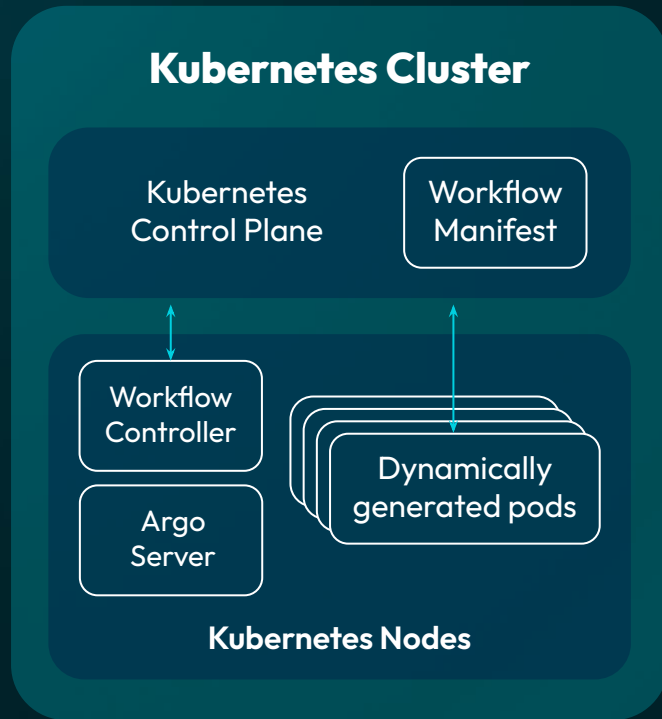 Kubernetes Cluster
Kubernetes
Control Plane
Workflow
Manifest
Workflow
Controller
Argo
Server
Dynamically
generated pods
Kubernetes Nodes